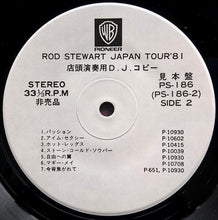 WB
PIONEER
ROD STEWART JAPAN TOUR'81
店頭演奏用D.J.コピー
STEREO
33⅓R.P.M
非売品
見本盤
PS-186
(PS-186-2)
SIDE 2
1.パッション P-10930
2.アイム・セクシー P-10602
3.ホット・レッグス P-10415
4.ストーン・コールド・ソウバー P-10039
5.自由への翼 P-10930
6.マギー・メイ P-10708
7.今宵焦がれて P-651, P-10930